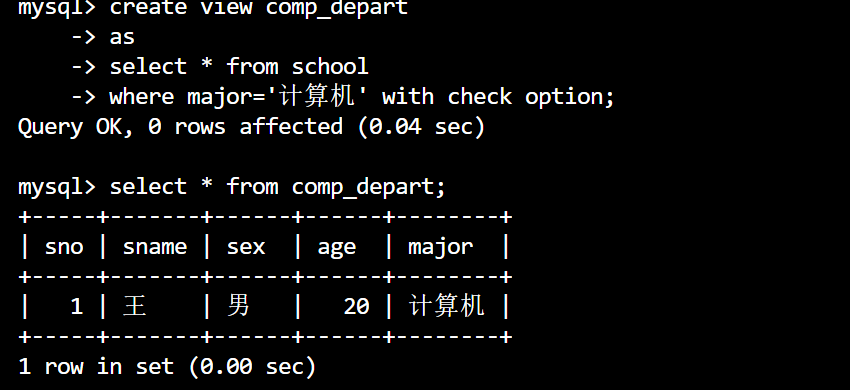 mysql> create view comp_depart
    -> as
    -> select * from school
    -> where major='计算机' with check option;
Query OK, 0 rows affected (0.04 sec)
mysql> select * from comp_depart;
+-----+-------+------+------+--------+
| sno | sname | sex  | age  | major  |
+-----+-------+------+------+--------+
|   1 | 王    | 男   |   20 | 计算机 |
+-----+-------+------+------+--------+
1 row in set (0.00 sec)